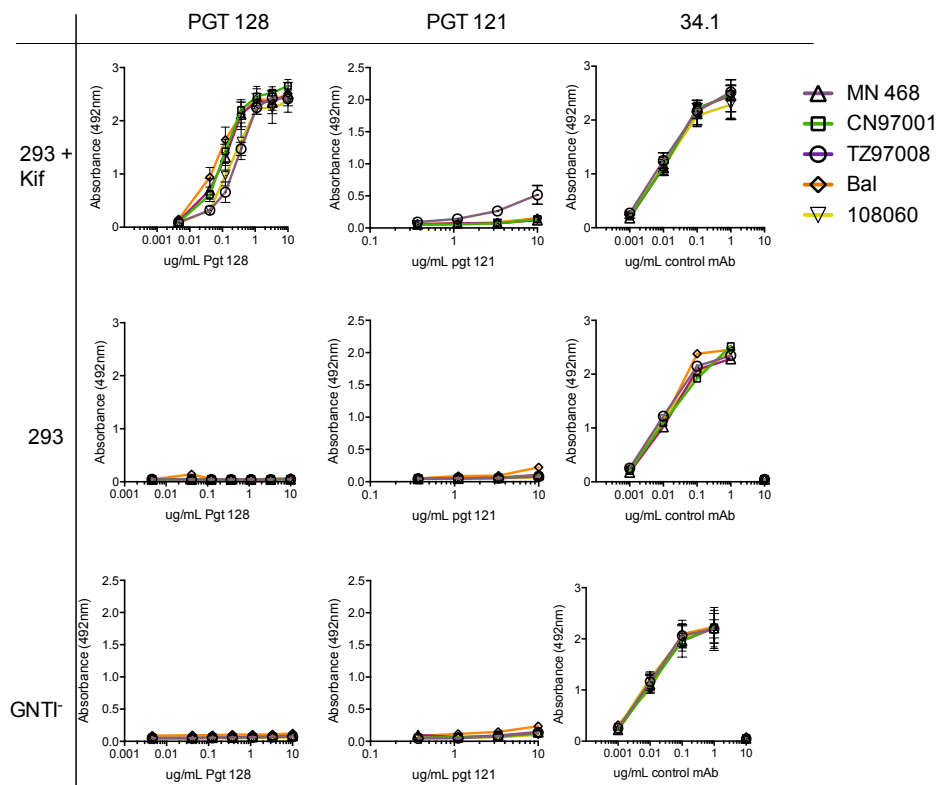 PGT 128 PGT 121 34.1
293 + Kif
Absorbance (492nm)
3
2
1
0
0.001 0.01 0.1 1 10
ug/mL Pgt 128
Absorbance (492nm)
2.5
2.0
1.5
1.0
0.5
0.0
0.1 1 10
ug/mL pgt 121
Absorbance (492nm)
3
2
1
0
0.001 0.01 0.1 1 10
ug/mL control mAb
MN 468
CN97001
TZ97008
Bal
108060
293
Absorbance (492nm)
3
2
1
0
0.001 0.01 0.1 1 10
ug/mL Pgt 128
Absorbance (492nm)
2.5
2.0
1.5
1.0
0.5
0.0
0.1 1 10
ug/mL pgt 121
Absorbance (492nm)
3
2
1
0
0.001 0.01 0.1 1 10
ug/mL control mAb
GNTI-
Absorbance (492nm)
2.5
2.0
1.5
1.0
0.5
0.0
0.001 0.01 0.1 1 10
ug/mL Pgt 128
Absorbance (492nm)
2.5
2.0
1.5
1.0
0.5
0.0
0.1 1 10
ug/mL pgt 121
Absorbance (492nm)
3
2
1
0
0.001 0.01 0.1 1 10
ug/mL control mAb